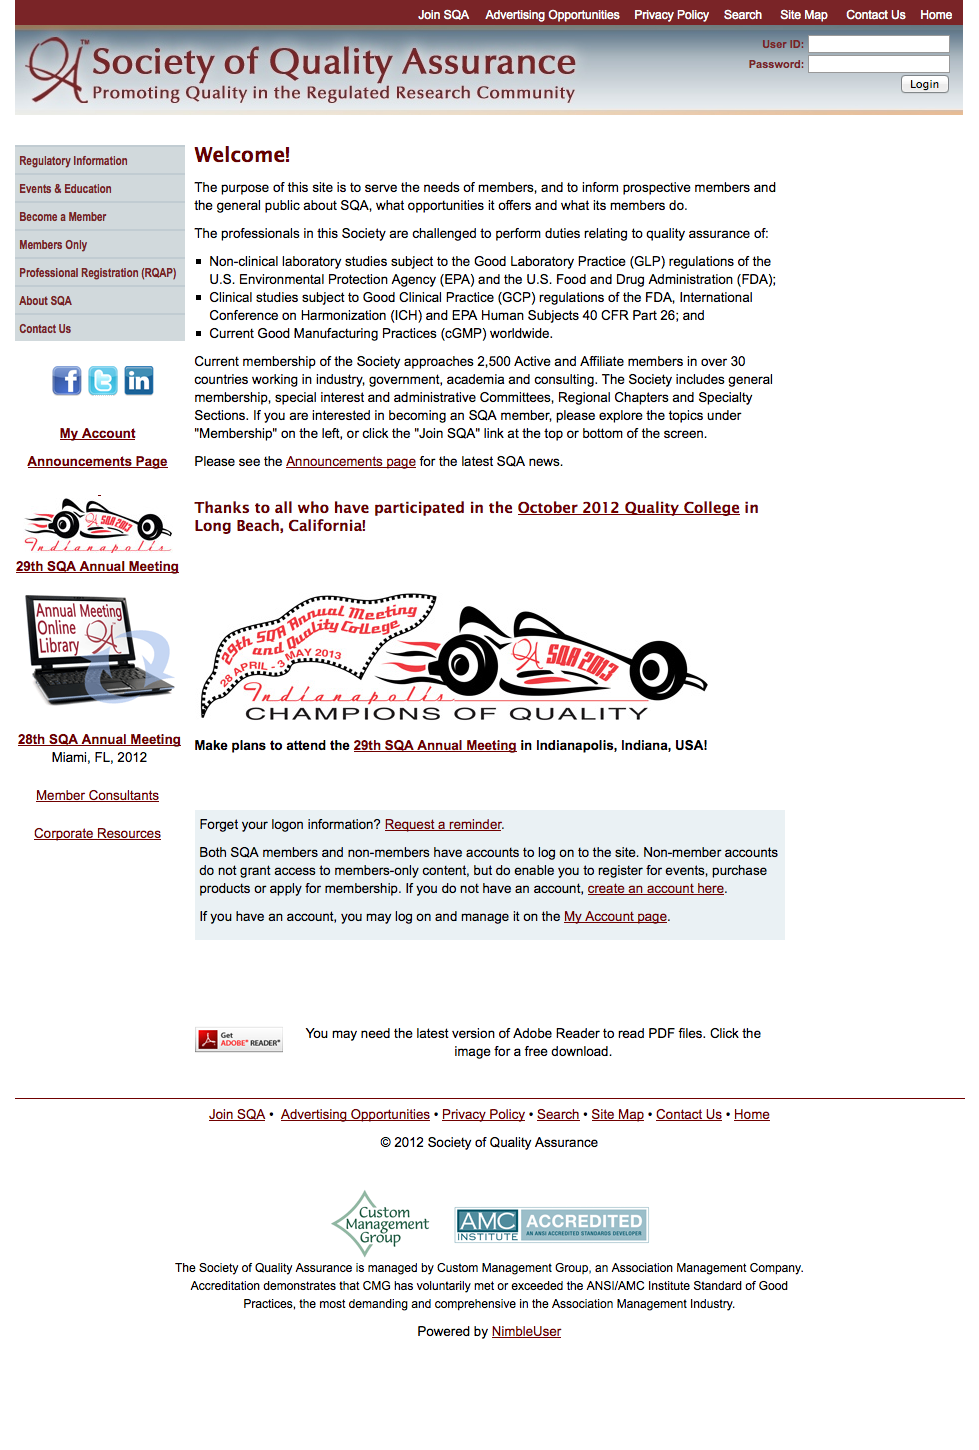 Join SQA Advertising Opportunities Privacy Policy Search Site Map Contact Us Home
QA™ Society of Quality Assurance
Promoting Quality in the Regulated Research Community
User ID:
Password:
Login
Regulatory Information
Events & Education
Become a Member
Members Only
Professional Registration (RQAP)
About SQA
Contact Us
My Account
Announcements Page
QA SQA 2013
Indianapolis
29th SQA Annual Meeting
Annual Meeting
Online
Library QA
28th SQA Annual Meeting
Miami, FL, 2012
Member Consultants
Corporate Resources
Welcome!
The purpose of this site is to serve the needs of members, and to inform prospective members and
the general public about SQA, what opportunities it offers and what its members do.
The professionals in this Society are challenged to perform duties relating to quality assurance of:
Non-clinical laboratory studies subject to the Good Laboratory Practice (GLP) regulations of the
U.S. Environmental Protection Agency (EPA) and the U.S. Food and Drug Administration (FDA);
Clinical studies subject to Good Clinical Practice (GCP) regulations of the FDA, International
Conference on Harmonization (ICH) and EPA Human Subjects 40 CFR Part 26; and
Current Good Manufacturing Practices (cGMP) worldwide.
Current membership of the Society approaches 2,500 Active and Affiliate members in over 30
countries working in industry, government, academia and consulting. The Society includes general
membership, special interest and administrative Committees, Regional Chapters and Specialty
Sections. If you are interested in becoming an SQA member, please explore the topics under
"Membership" on the left, or click the "Join SQA" link at the top or bottom of the screen.
Please see the Announcements page for the latest SQA news.
Thanks to all who have participated in the October 2012 Quality College in
Long Beach, California!
29th SQA Annual Meeting
and Quality College
28 APRIL - 3 MAY 2013
QA SQA 2013
Indianapolis
CHAMPIONS OF QUALITY
Make plans to attend the 29th SQA Annual Meeting in Indianapolis, Indiana, USA!
Forget your logon information? Request a reminder.
Both SQA members and non-members have accounts to log on to the site. Non-member accounts
do not grant access to members-only content, but do enable you to register for events, purchase
products or apply for membership. If you do not have an account, create an account here.
If you have an account, you may log on and manage it on the My Account page.
Get
ADOBE® READER®
You may need the latest version of Adobe Reader to read PDF files. Click the
image for a free download.
Join SQA • Advertising Opportunities • Privacy Policy • Search • Site Map • Contact Us • Home
© 2012 Society of Quality Assurance
Custom
Management
Group
AMC INSTITUTE
ACCREDITED
AN ANSI ACCREDITED STANDARDS DEVELOPER
The Society of Quality Assurance is managed by Custom Management Group, an Association Management Company.
Accreditation demonstrates that CMG has voluntarily met or exceeded the ANSI/AMC Institute Standard of Good
Practices, the most demanding and comprehensive in the Association Management Industry.
Powered by NimbleUser